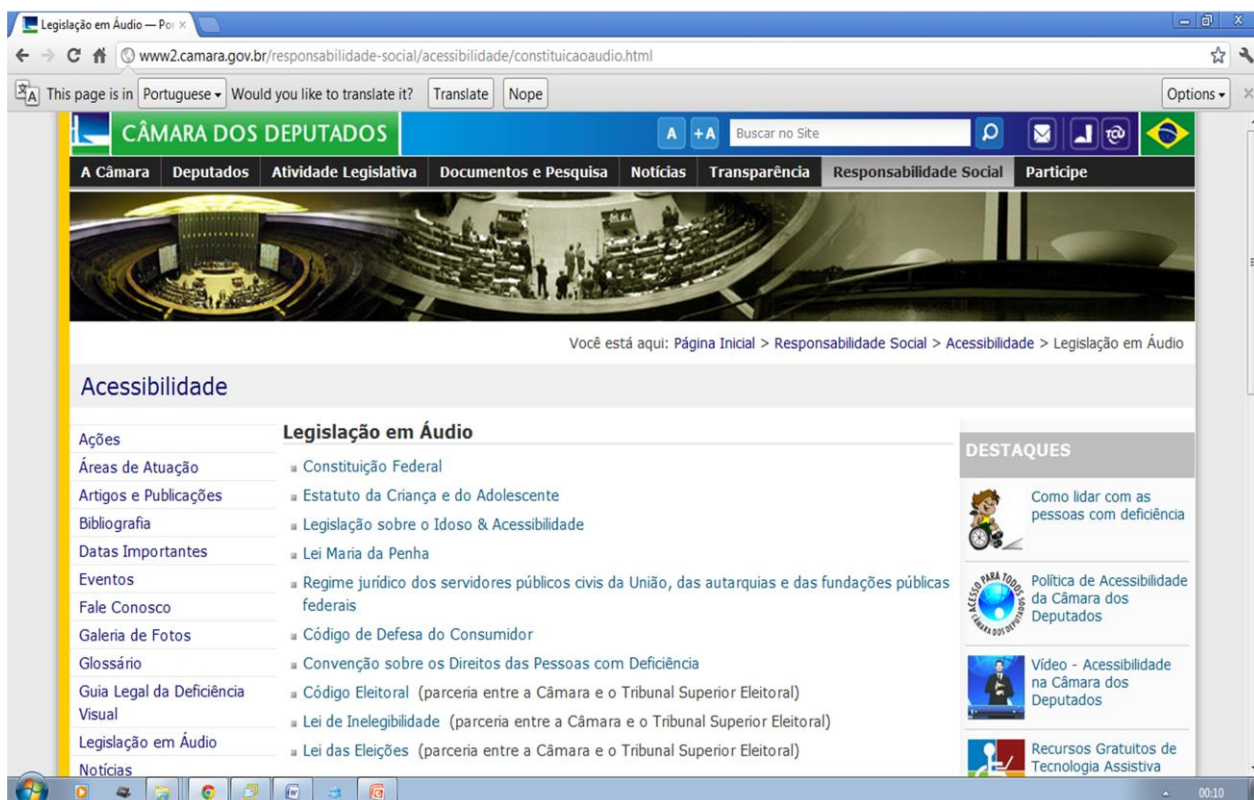 Legislação em Áudio — Por
www2.camara.gov.br/responsabilidade-social/acessibilidade/constituicaoaudio.html
This page is in Portuguese Would you like to translate it? Translate Nope Options
CÂMARA DOS DEPUTADOS A +A Buscar no Site
A Câmara Deputados Atividade Legislativa Documentos e Pesquisa Notícias Transparência Responsabilidade Social Participe
Você está aqui: Página Inicial > Responsabilidade Social > Acessibilidade > Legislação em Áudio
Acessibilidade
Ações
Áreas de Atuação
Artigos e Publicações
Bibliografia
Datas Importantes
Eventos
Fale Conosco
Galeria de Fotos
Glossário
Guia Legal da Deficiência
Visual
Legislação em Áudio
Notícias
Legislação em Áudio
Constituição Federal
Estatuto da Criança e do Adolescente
Legislação sobre o Idoso & Acessibilidade
Lei Maria da Penha
Regime jurídico dos servidores públicos civis da União, das autarquias e das fundações públicas
federais
Código de Defesa do Consumidor
Convenção sobre os Direitos das Pessoas com Deficiência
Código Eleitoral (parceria entre a Câmara e o Tribunal Superior Eleitoral)
Lei de Inelegibilidade (parceria entre a Câmara e o Tribunal Superior Eleitoral)
Lei das Eleições (parceria entre a Câmara e o Tribunal Superior Eleitoral)
DESTAQUES
Como lidar com as
pessoas com deficiência
ACESSO PARA TODOS
CÂMARA DOS DEPUTADOS
Política de Acessibilidade
da Câmara dos
Deputados
Vídeo - Acessibilidade
na Câmara dos
Deputados
Recursos Gratuitos de
Tecnologia Assistiva
00:10